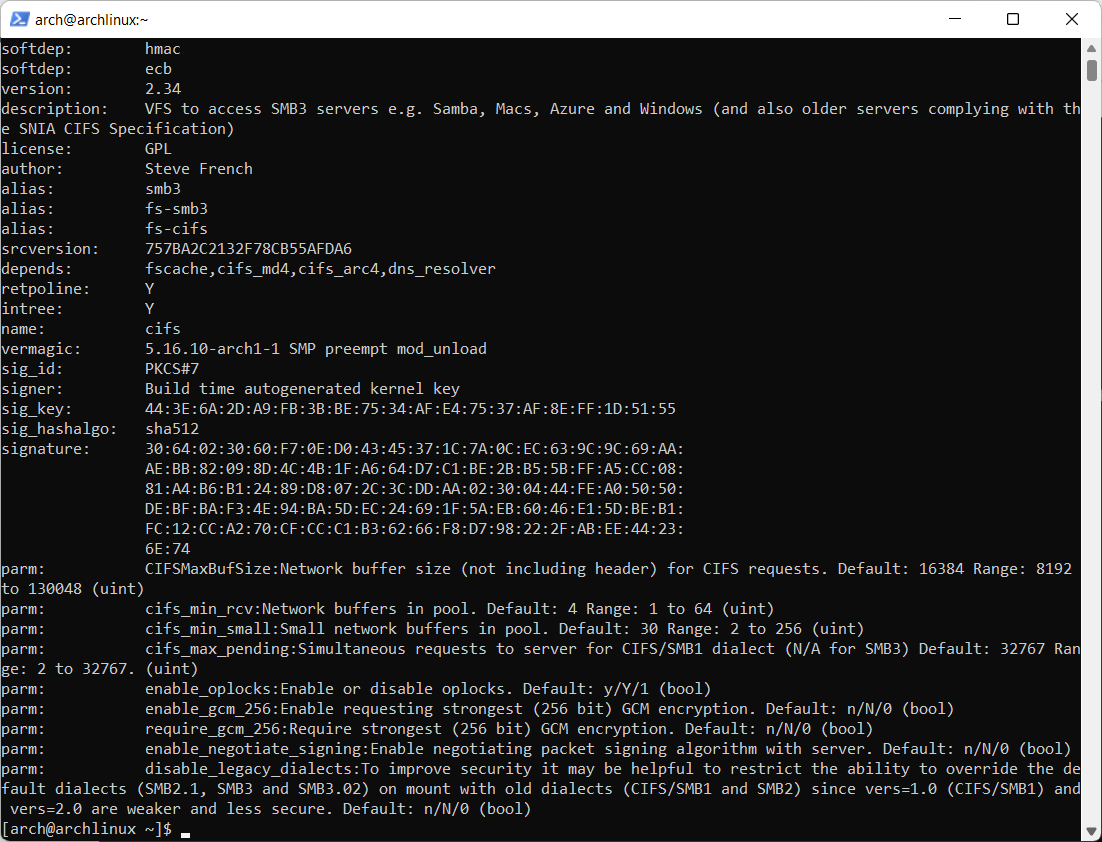 arch@archlinux:~
softdep:        hmac
softdep:        ecb
version:        2.34
description:    VFS to access SMB3 servers e.g. Samba, Macs, Azure and Windows (and also older servers complying with th
e SNIA CIFS Specification)
license:        GPL
author:         Steve French
alias:          smb3
alias:          fs-smb3
alias:          fs-cifs
srcversion:     757BA2C2132F78CB55AFDA6
depends:        fscache,cifs_md4,cifs_arc4,dns_resolver
retpoline:      Y
intree:         Y
name:           cifs
vermagic:       5.16.10-arch1-1 SMP preempt mod_unload
sig_id:         PKCS#7
signer:         Build time autogenerated kernel key
sig_key:        44:3E:6A:2D:A9:FB:3B:BE:75:34:AF:E4:75:37:AF:8E:FF:1D:51:55
sig_hashalgo:   sha512
signature:      30:64:02:30:60:F7:0E:D0:43:45:37:1C:7A:0C:EC:63:9C:9C:69:AA:
                AE:BB:82:09:8D:4C:4B:1F:A6:64:D7:C1:BE:2B:B5:5B:FF:A5:CC:08:
                81:A4:B6:B1:24:89:D8:07:2C:3C:DD:AA:02:30:04:44:FE:A0:50:50:
                DE:BF:BA:F3:4E:94:BA:5D:EC:24:69:1F:5A:EB:60:46:E1:5D:BE:B1:
                FC:12:CC:A2:70:CF:CC:C1:B3:62:66:F8:D7:98:22:2F:AB:EE:44:23:
                6E:74
parm:           CIFSMaxBufSize:Network buffer size (not including header) for CIFS requests. Default: 16384 Range: 8192
to 130048 (uint)
parm:           cifs_min_rcv:Network buffers in pool. Default: 4 Range: 1 to 64 (uint)
parm:           cifs_min_small:Small network buffers in pool. Default: 30 Range: 2 to 256 (uint)
parm:           cifs_max_pending:Simultaneous requests to server for CIFS/SMB1 dialect (N/A for SMB3) Default: 32767 Ran
ge: 2 to 32767. (uint)
parm:           enable_oplocks:Enable or disable oplocks. Default: y/Y/1 (bool)
parm:           enable_gcm_256:Enable requesting strongest (256 bit) GCM encryption. Default: n/N/0 (bool)
parm:           require_gcm_256:Require strongest (256 bit) GCM encryption. Default: n/N/0 (bool)
parm:           enable_negotiate_signing:Enable negotiating packet signing algorithm with server. Default: n/N/0 (bool)
parm:           disable_legacy_dialects:To improve security it may be helpful to restrict the ability to override the de
fault dialects (SMB2.1, SMB3 and SMB3.02) on mount with old dialects (CIFS/SMB1 and SMB2) since vers=1.0 (CIFS/SMB1) and
 vers=2.0 are weaker and less secure. Default: n/N/0 (bool)
[arch@archlinux ~]$